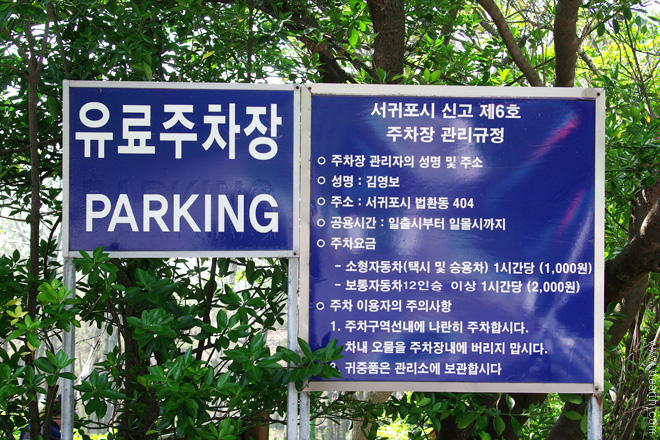 유료주차장
PARKING
서귀포시 신고 제6호
주차장 관리규정
○ 주차장 관리자의 성명 및 주소
○ 성명 : 김영보
○ 주소 : 서귀포시 법환동 404
○ 공용시간 : 일출시부터 일몰시까지
○ 주차요금
- 소형자동차(택시 및 승용차) 1시간당 (1,000원)
- 보통자동차12인승 이상 1시간당 (2,000원)
○ 주차 이용자의 주의사항
1. 주차구역선내에 나란히 주차합시다.
차내 오물을 주차장내에 버리지 맙시다.
3. 귀중품은 관리소에 보관합시다